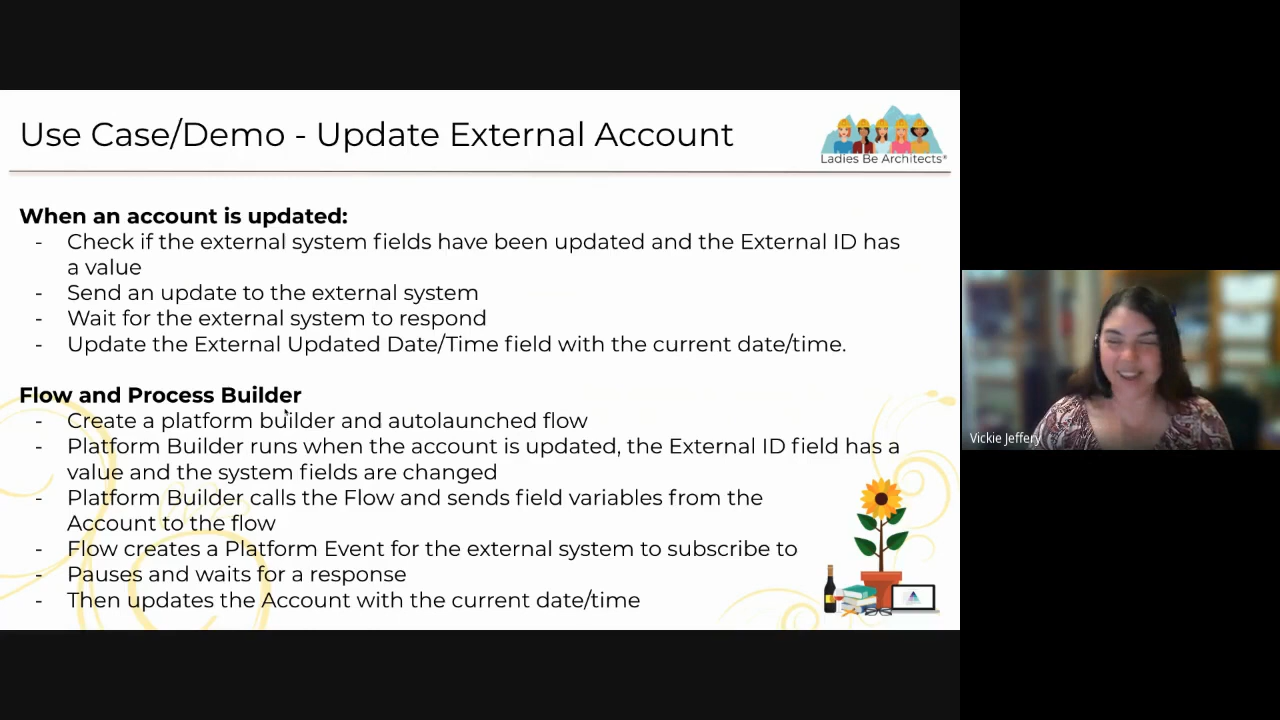 Use Case/Demo - Update External Account
Ladies Be Architects®
When an account is updated:
- Check if the external system fields have been updated and the External ID has
a value
- Send an update to the external system
- Wait for the external system to respond
- Update the External Updated Date/Time field with the current date/time.
Flow and Process Builder
- Create a platform builder and autolaunched flow
- Platform Builder runs when the account is updated, the External ID field has a
value and the system fields are changed
- Platform Builder calls the Flow and sends field variables from the
Account to the flow
- Flow creates a Platform Event for the external system to subscribe to
- Pauses and waits for a response
- Then updates the Account with the current date/time
Vickie Jeffery